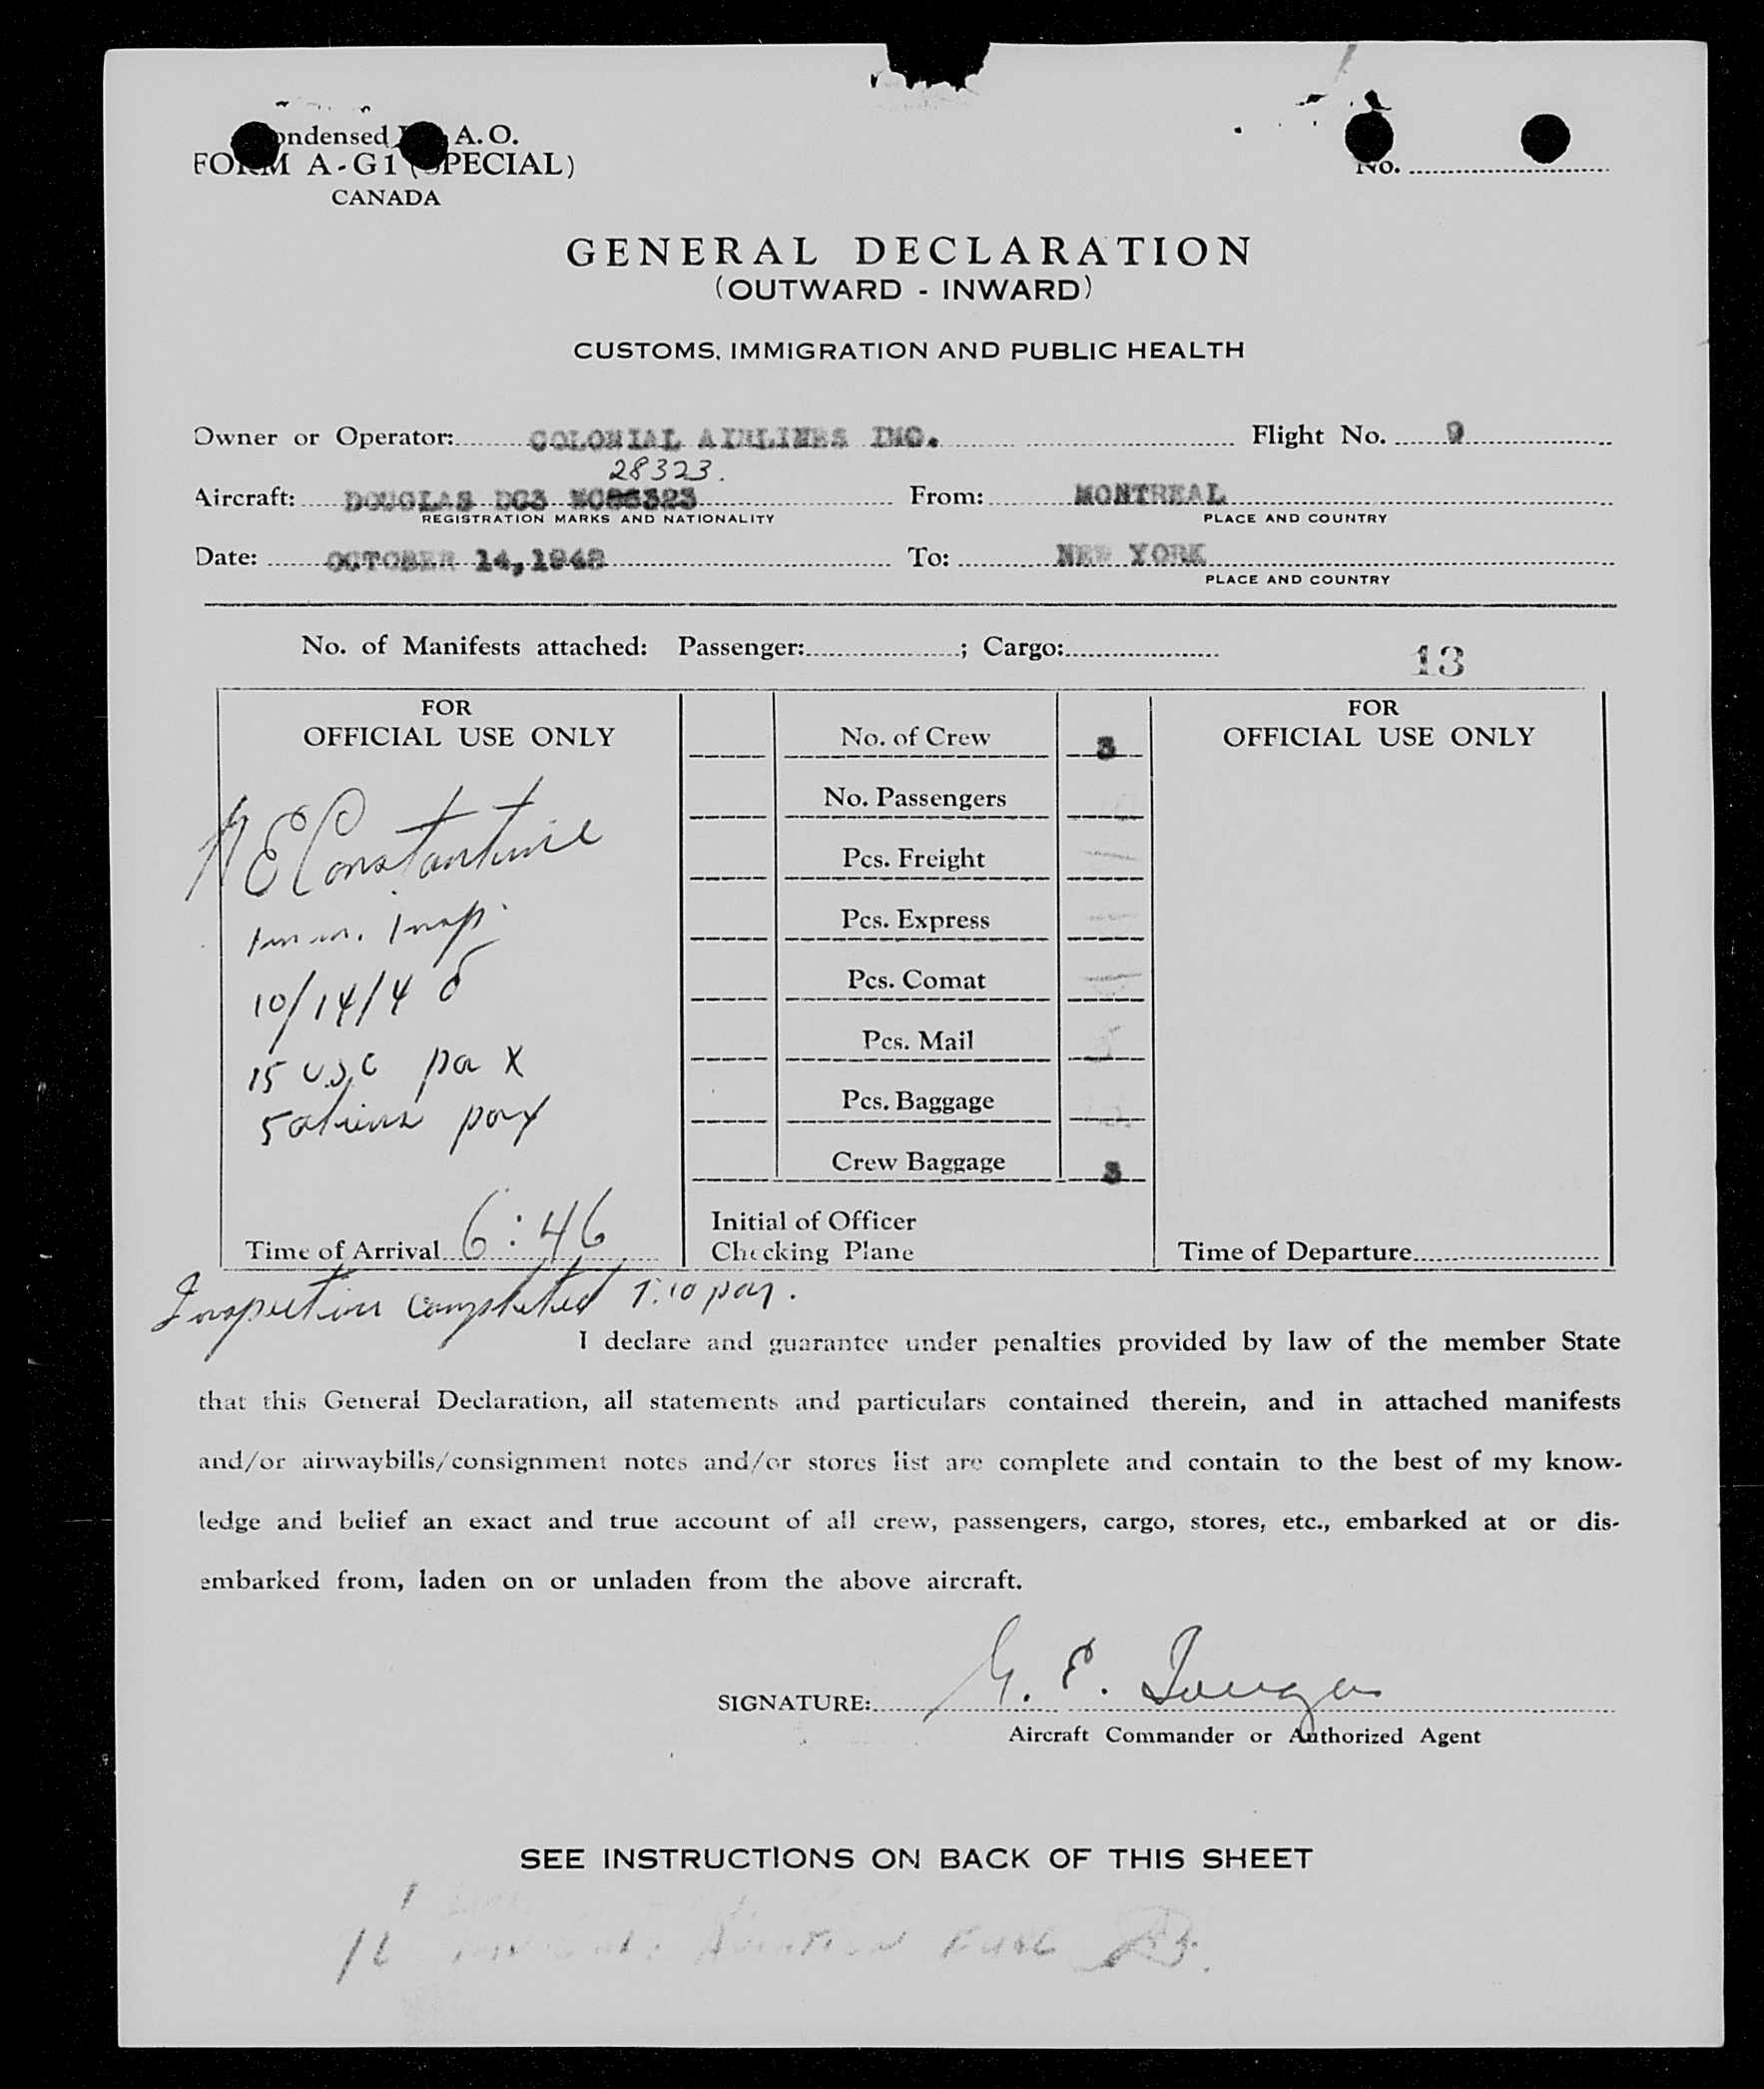 Condensed A. O.
FORM A-G1 (SPECIAL)
CANADA
No.
GENERAL DECLARATION
(OUTWARD - INWARD)
CUSTOMS, IMMIGRATION AND PUBLIC HEALTH
Owner or Operator: COLONIAL AIRLINES INC. Flight No. 9
28323.
Aircraft: DOUGLAS DC3 From: MONTREAL
REGISTRATION MARKS AND NATIONALITY PLACE AND COUNTRY
Date: OCTOBER 14, 1948 To: NEW YORK
PLACE AND COUNTRY
No. of Manifests attached: Passenger: ; Cargo:
13
FOR
OFFICIAL USE ONLY
Constantine
Imm. Insp.
10/14/48
15 U.S.C pax
5 aliens pax
Time of Arrival 6:46
No. of Crew 3
No. Passengers
Pcs. Freight
Pcs. Express
Pcs. Comat
Pcs. Mail
Pcs. Baggage
Crew Baggage 3
Initial of Officer
Checking Plane
FOR
OFFICIAL USE ONLY
Time of Departure
Inspection completed
I declare and guarantee under penalties provided by law of the member State
that this General Declaration, all statements and particulars contained therein, and in attached manifests
and/or airwaybills/consignment notes and/or stores list are complete and contain to the best of my know-
ledge and belief an exact and true account of all crew, passengers, cargo, stores, etc., embarked at or dis-
embarked from, laden on or unladen from the above aircraft.
SIGNATURE: G. E.
Aircraft Commander or Authorized Agent
SEE INSTRUCTIONS ON BACK OF THIS SHEET